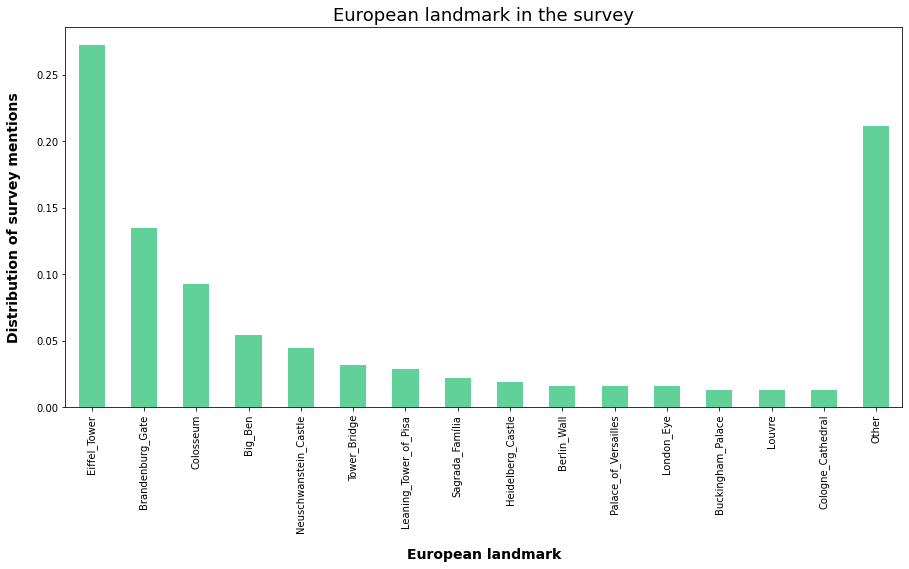 European landmark in the survey
Distribution of survey mentions
0.25
0.20
0.15
0.10
0.05
0.00
Eiffel_Tower
Brandenburg_Gate
Colosseum
Big_Ben
Neuschwanstein_Castle
Tower_Bridge
Leaning_Tower_of_Pisa
Sagrada_Família
Heidelberg_Castle
Berlin_Wall
Palace_of_Versailles
London_Eye
Buckingham_Palace
Louvre
Cologne_Cathedral
Other
European landmark